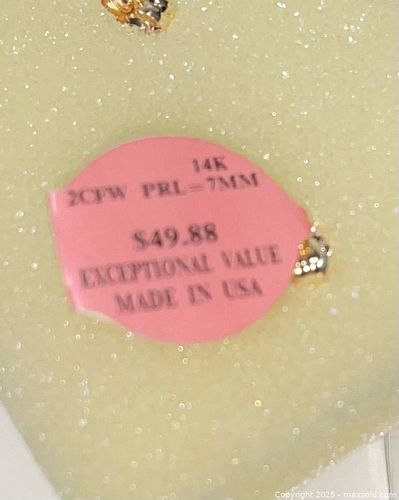 14K
2CFW PRL=7MM
$49.88
EXCEPTIONAL VALUE
MADE IN USA
Copyright 2025 - maxsold.com